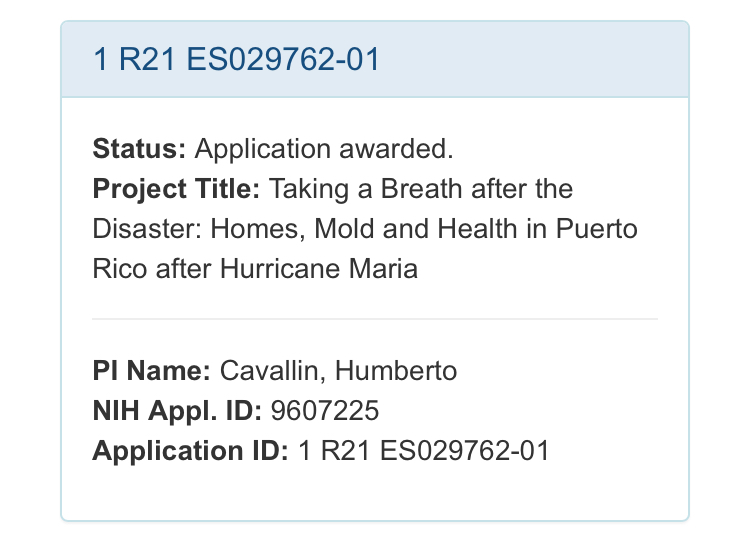 1 R21 ES029762-01
Status: Application awarded.
Project Title: Taking a Breath after the
Disaster: Homes, Mold and Health in Puerto
Rico after Hurricane Maria
PI Name: Cavallin, Humberto
NIH Appl. ID: 9607225
Application ID: 1 R21 ES029762-01